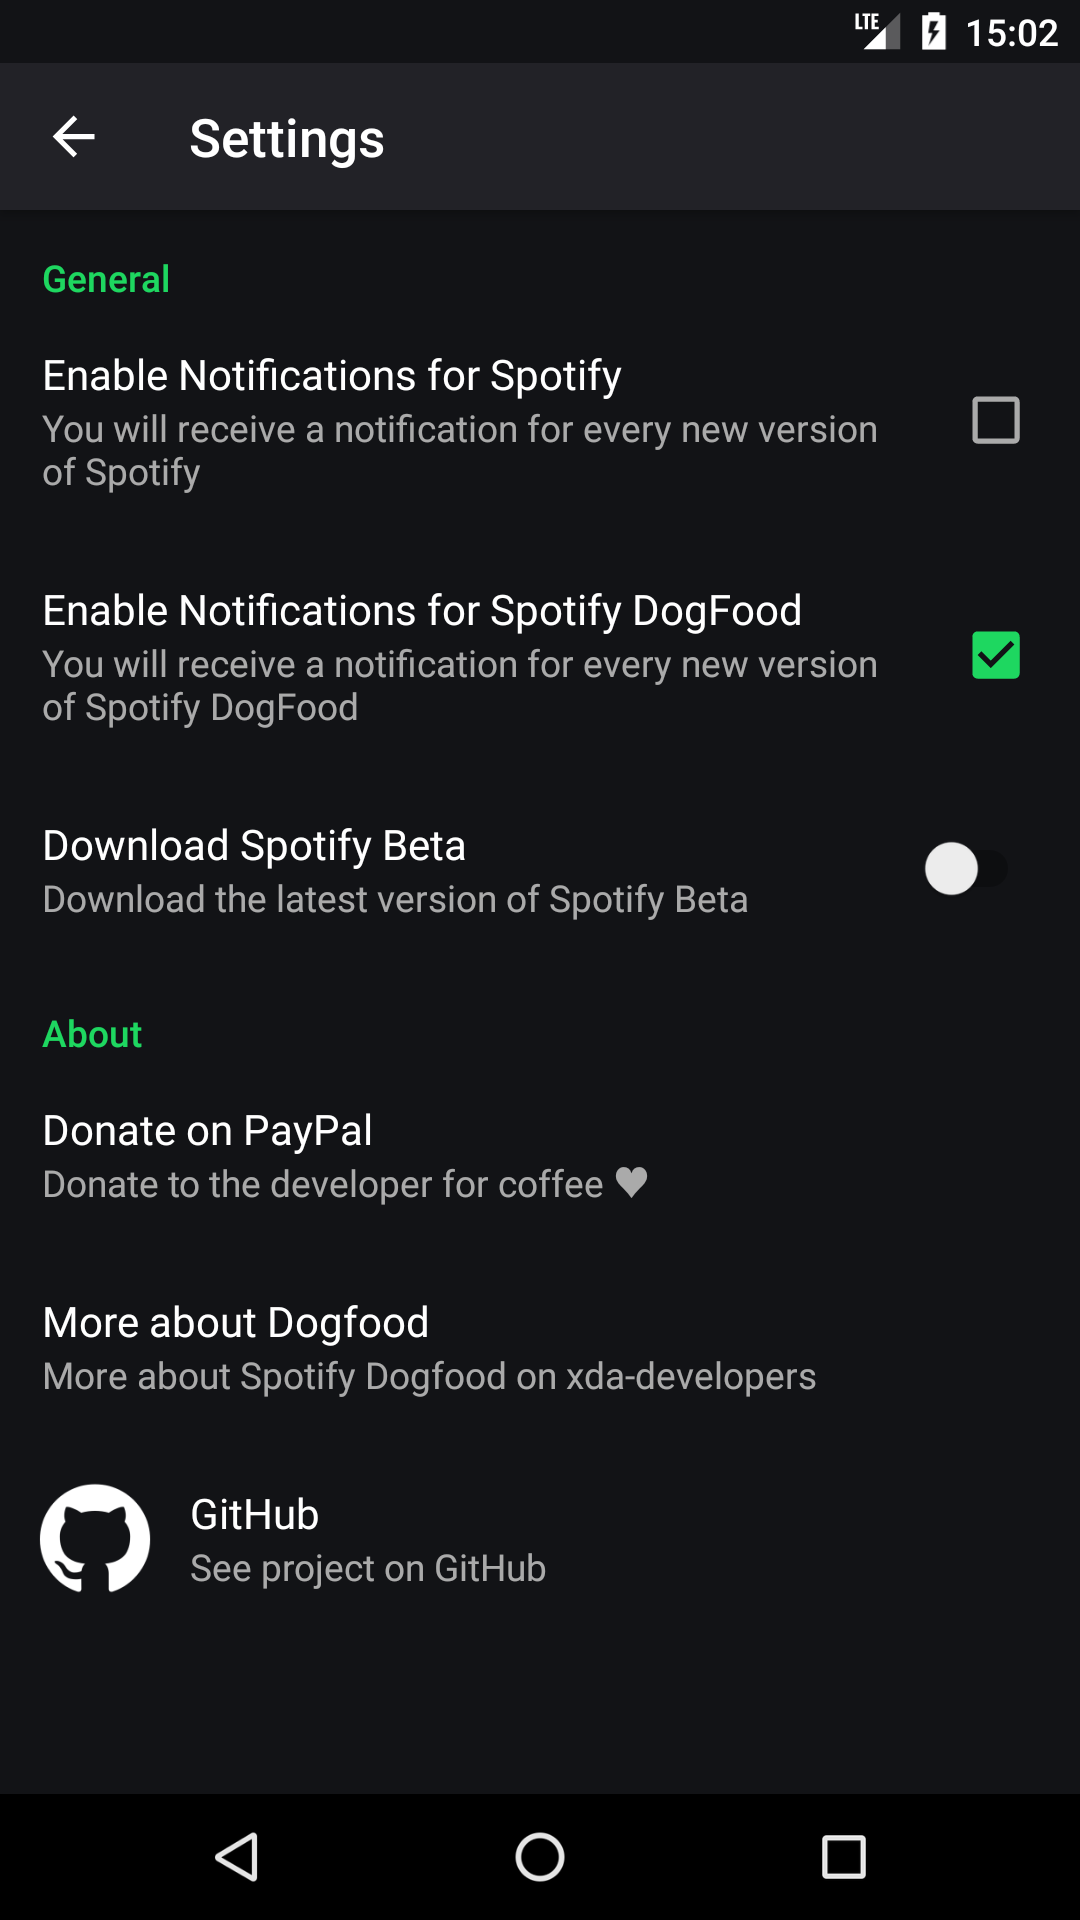 LTE 15:02
Settings
General
Enable Notifications for Spotify
You will receive a notification for every new version
of Spotify
Enable Notifications for Spotify DogFood
You will receive a notification for every new version
of Spotify DogFood
Download Spotify Beta
Download the latest version of Spotify Beta
About
Donate on PayPal
Donate to the developer for coffee ♥
More about Dogfood
More about Spotify Dogfood on xda-developers
GitHub
See project on GitHub